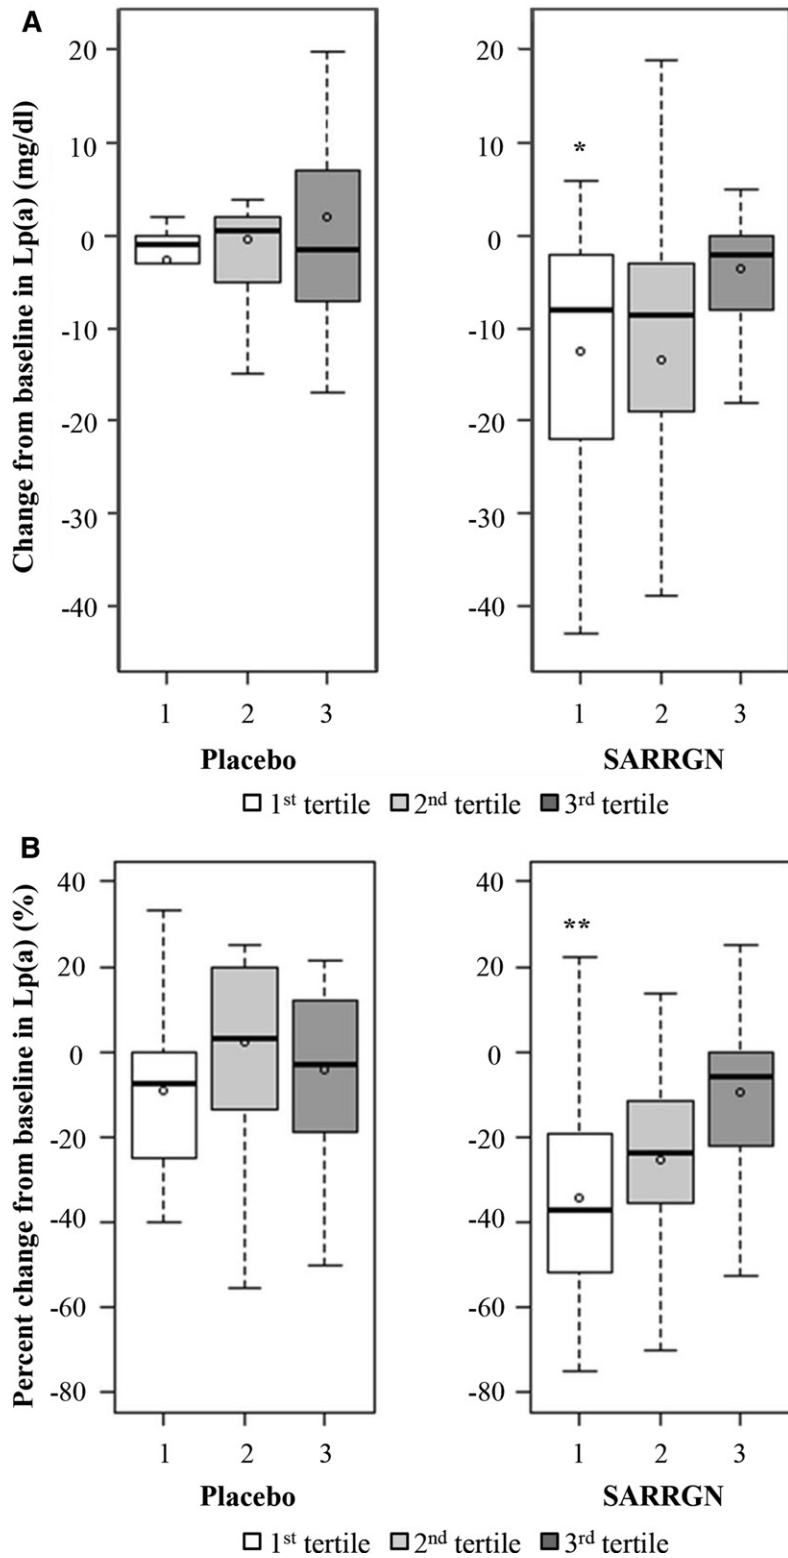 A
Change from baseline in Lp(a) (mg/dl)
20
10
0
-10
-20
-30
-40
1 2 3
Placebo
20
10
0
-10
-20
-30
-40
*
1 2 3
SARRGN
1st tertile 2nd tertile 3rd tertile
B
Percent change from baseline in Lp(a) (%)
40
20
0
-20
-40
-60
-80
1 2 3
Placebo
40
20
0
-20
-40
-60
-80
**
1 2 3
SARRGN
1st tertile 2nd tertile 3rd tertile